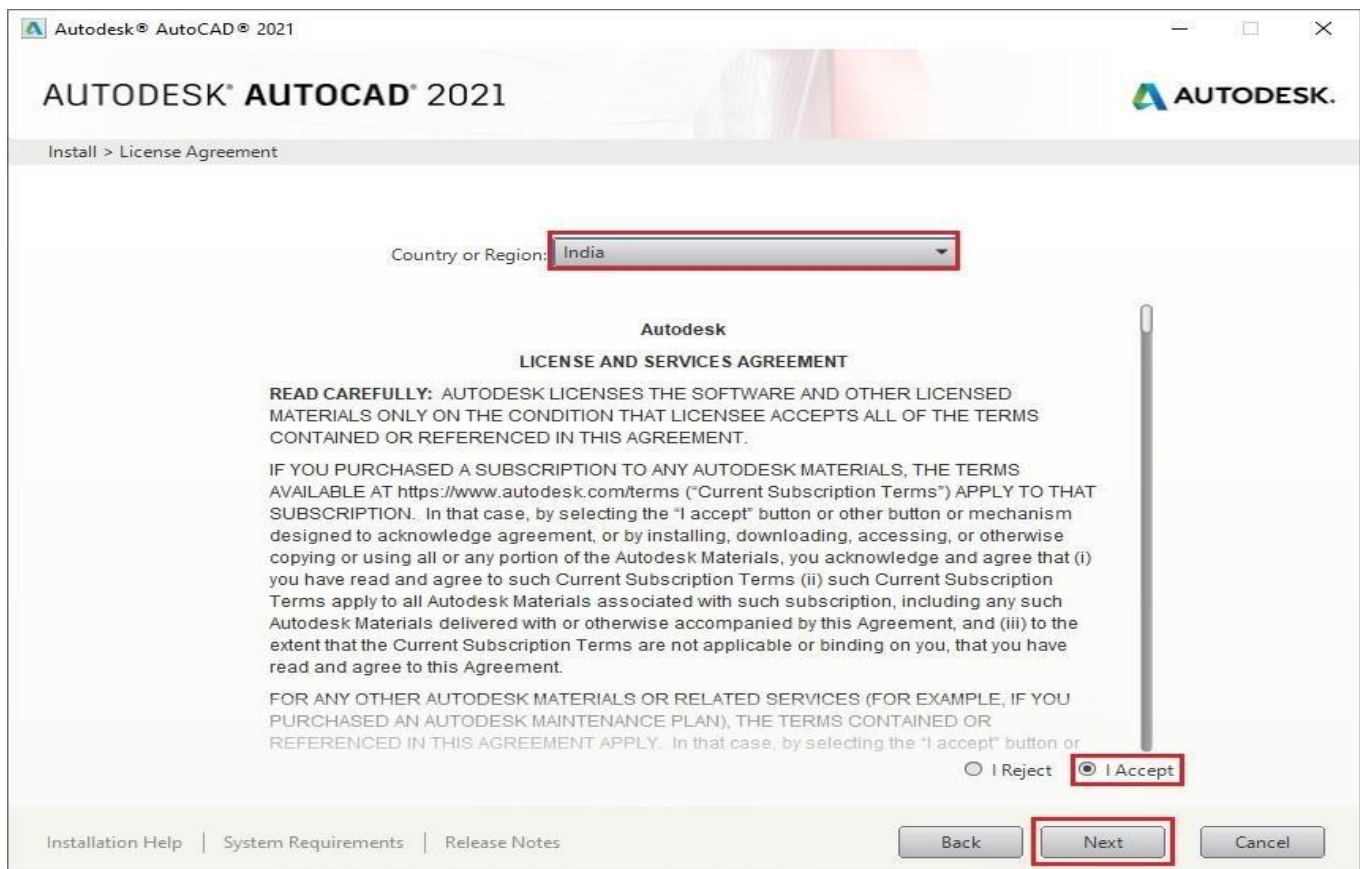 Autodesk® AutoCAD® 2021
AUTODESK® AUTOCAD® 2021
AUTODESK.
Install > License Agreement
Country or Region: India
Autodesk
LICENSE AND SERVICES AGREEMENT
READ CAREFULLY: AUTODESK LICENSES THE SOFTWARE AND OTHER LICENSED
MATERIALS ONLY ON THE CONDITION THAT LICENSEE ACCEPTS ALL OF THE TERMS
CONTAINED OR REFERENCED IN THIS AGREEMENT.
IF YOU PURCHASED A SUBSCRIPTION TO ANY AUTODESK MATERIALS, THE TERMS
AVAILABLE AT https://www.autodesk.com/terms (“Current Subscription Terms”) APPLY TO THAT
SUBSCRIPTION. In that case, by selecting the “I accept” button or other button or mechanism
designed to acknowledge agreement, or by installing, downloading, accessing, or otherwise
copying or using all or any portion of the Autodesk Materials, you acknowledge and agree that (i)
you have read and agree to such Current Subscription Terms (ii) such Current Subscription
Terms apply to all Autodesk Materials associated with such subscription, including any such
Autodesk Materials delivered with or otherwise accompanied by this Agreement, and (iii) to the
extent that the Current Subscription Terms are not applicable or binding on you, that you have
read and agree to this Agreement.
FOR ANY OTHER AUTODESK MATERIALS OR RELATED SERVICES (FOR EXAMPLE, IF YOU
PURCHASED AN AUTODESK MAINTENANCE PLAN), THE TERMS CONTAINED OR
REFERENCED IN THIS AGREEMENT APPLY. In that case, by selecting the “I accept” button or
I Reject I Accept
Installation Help | System Requirements | Release Notes Back Next Cancel